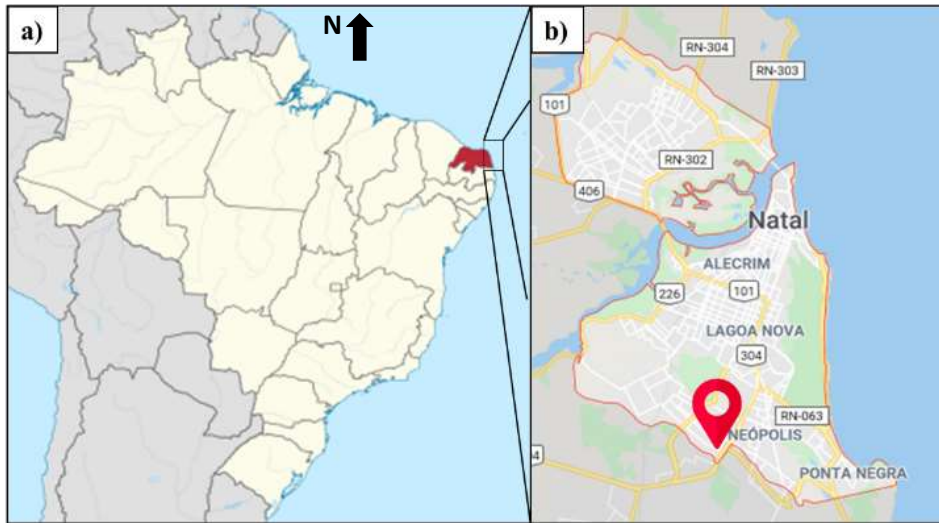 a)
N
b)
RN-304
RN-303
101
RN-302
406
Natal
ALECRIM
226
101
LAGOA NOVA
304
RN-063
NEÓPOLIS
PONTA NEGRA
04